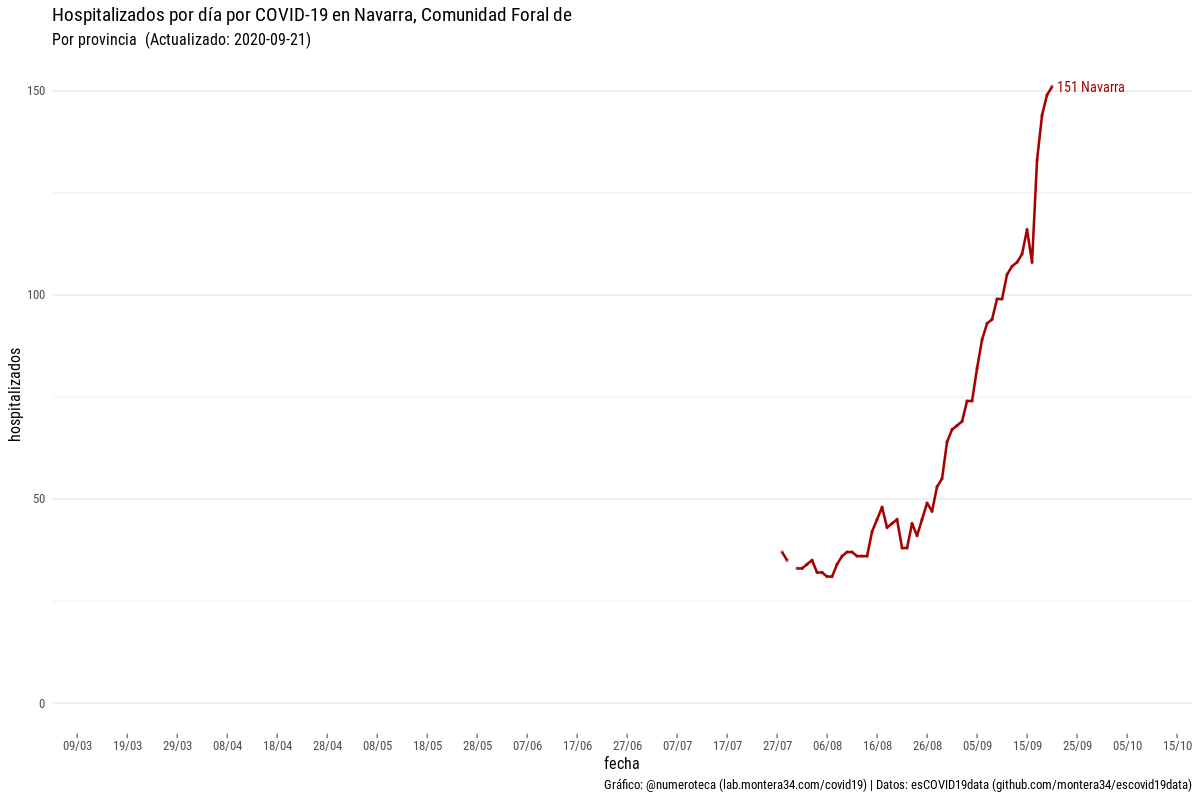 Hospitalizados por día por COVID-19 en Navarra, Comunidad Foral de
Por provincia (Actualizado: 2020-09-21)
150
100
50
0
hospitalizados
151 Navarra
09/03 19/03 29/03 08/04 18/04 28/04 08/05 18/05 28/05 07/06 17/06 27/06 07/07 17/07 27/07 06/08 16/08 26/08 05/09 15/09 25/09 05/10 15/10
fecha
Gráfico: @numeroteca (lab.montera34.com/covid19) | Datos: esCOVID19data (github.com/montera34/escovid19data)